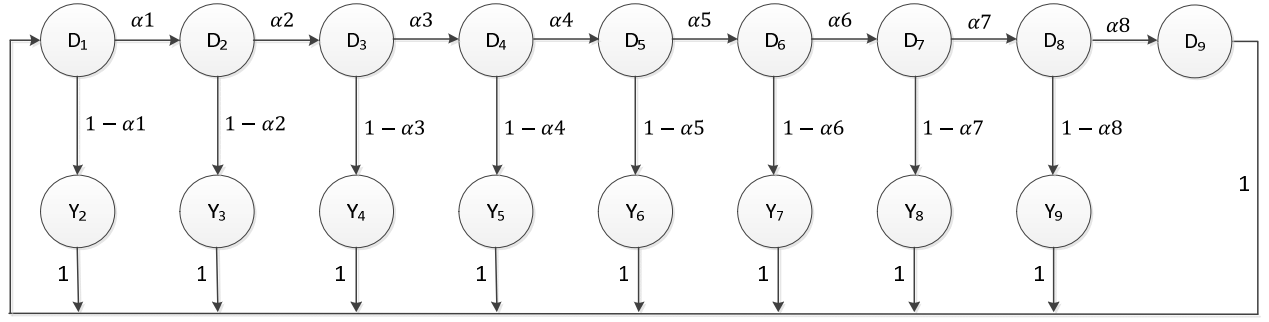 α1 α2 α3 α4 α5 α6 α7 α8
D1 D2 D3 D4 D5 D6 D7 D8 D9
1 − α1 1 − α2 1 − α3 1 − α4 1 − α5 1 − α6 1 − α7 1 − α8
1
Y2 Y3 Y4 Y5 Y6 Y7 Y8 Y9
1 1 1 1 1 1 1 1